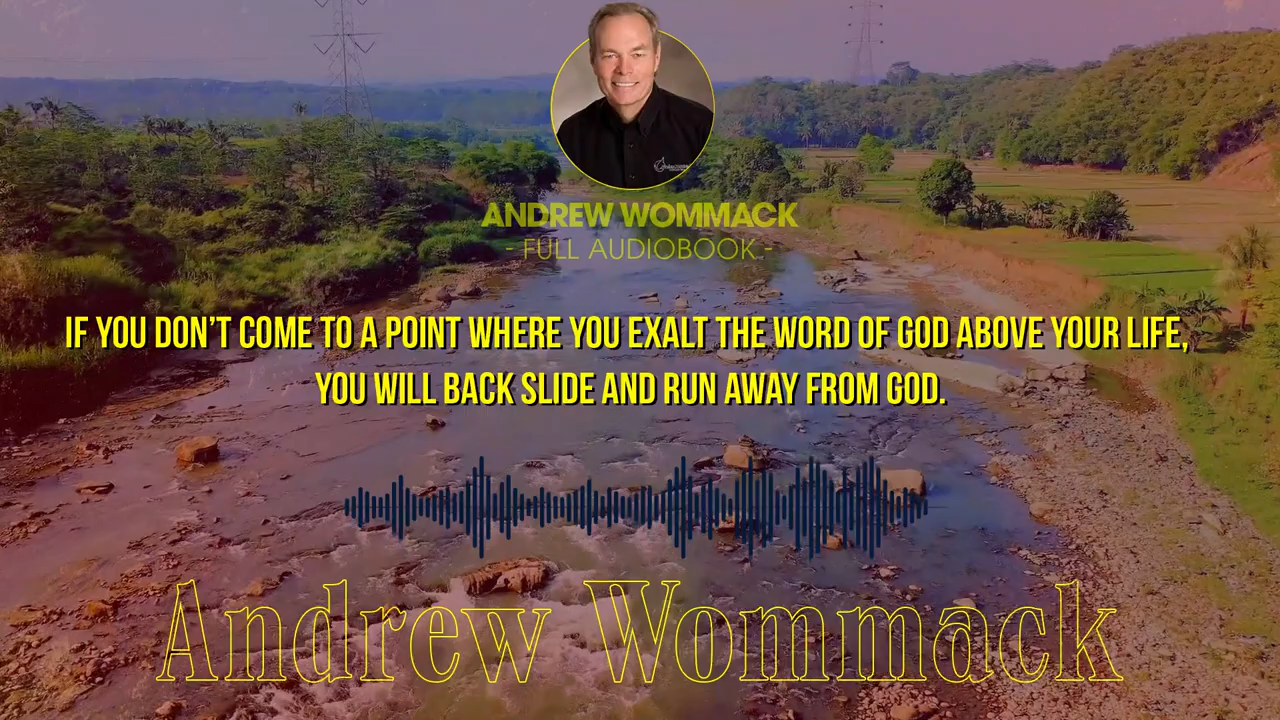 ANDREW WOMMACK
- FULL AUDIOBOOK -
IF YOU DON'T COME TO A POINT WHERE YOU EXALT THE WORD OF GOD ABOVE YOUR LIFE,
YOU WILL BACK SLIDE AND RUN AWAY FROM GOD.
Andrew Wommack